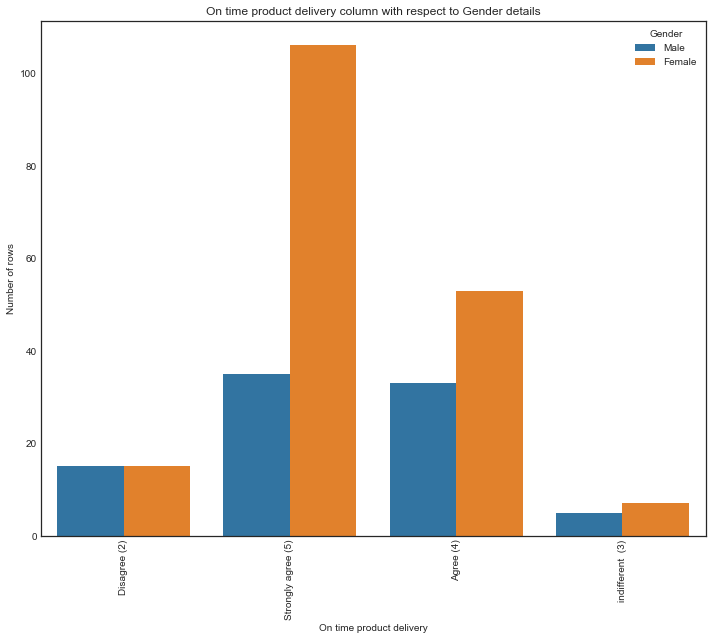 On time product delivery column with respect to Gender details
Gender
Male
Female
Number of rows
100
80
60
40
20
0
Disagree (2)
Strongly agree (5)
Agree (4)
indifferent  (3)
On time product delivery